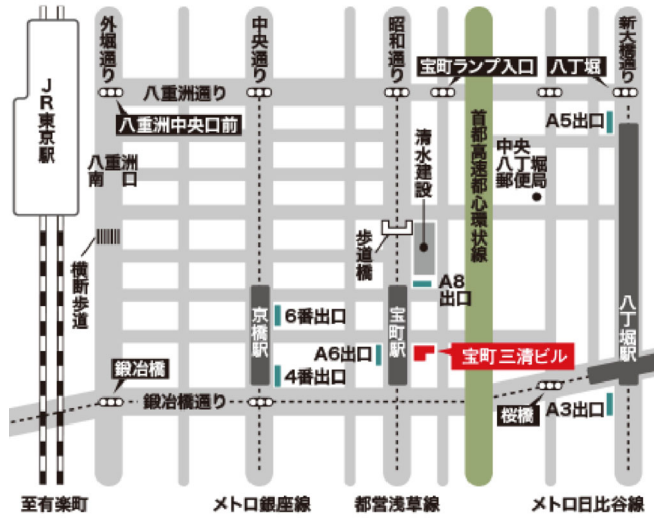 外堀通り
中央通り
昭和通り
新大橋通り
宝町ランプ入口
八丁堀
八重洲通り
八重洲中央口前
JR東京駅
A5出口
八重洲
南口
清水建設
首都高速都心環状線
中央
八丁堀
郵便局
歩道橋
横断歩道
A8
出口
京橋駅
6番出口
宝町駅
八丁堀駅
A6出口
宝町三清ビル
4番出口
鍛冶橋
鍛冶橋通り
桜橋
A3出口
至有楽町
メトロ銀座線
都営浅草線
メトロ日比谷線